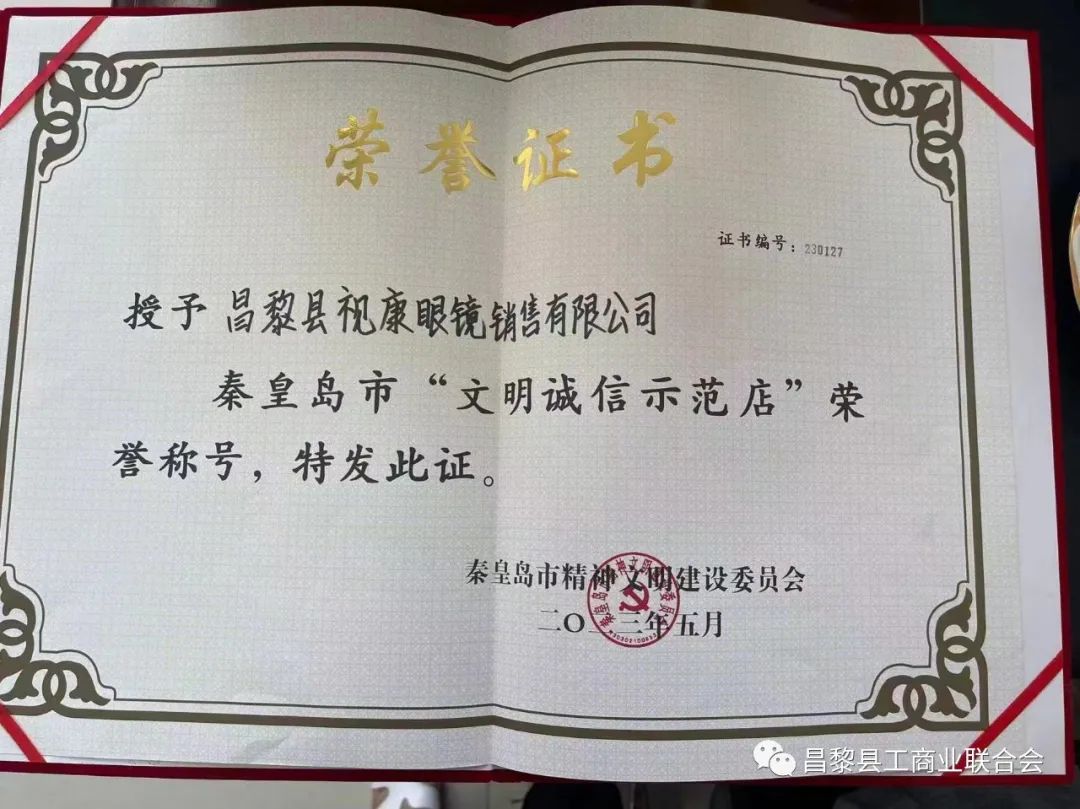 荣誉证书
证书编号：230127
授予 昌黎县视康眼镜销售有限公司
秦皇岛市“文明诚信示范店”荣
誉称号，特发此证。
秦皇岛市精神文明建设委员会
二〇二三年五月
昌黎县工商业联合会